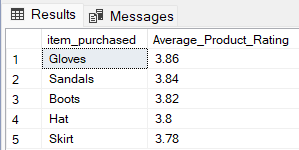 Results Messages
item_purchased Average_Product_Rating
1 Gloves 3.86
2 Sandals 3.84
3 Boots 3.82
4 Hat 3.8
5 Skirt 3.78